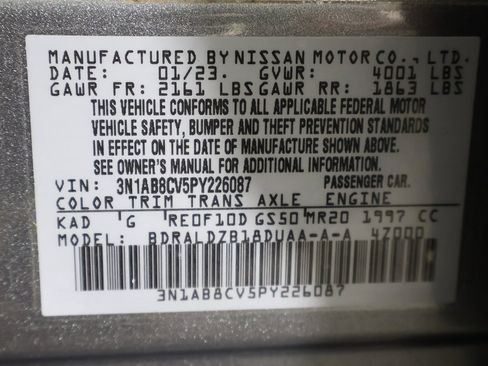 MANUFACTURED BY NISSAN MOTOR CO., LTD.
DATE: 01/23. GVWR: 4001 LBS
GAWR FR: 2161 LBS GAWR RR: 1863 LBS
THIS VEHICLE CONFORMS TO ALL APPLICABLE FEDERAL MOTOR
VEHICLE SAFETY, BUMPER AND THEFT PREVENTION STANDARDS
IN EFFECT ON THE DATE OF MANUFACTURE SHOWN ABOVE.
SEE OWNER'S MANUAL FOR ADDITIONAL INFORMATION.
VIN: 3N1AB8CV5PY226087 PASSENGER CAR.
COLOR TRIM TRANS AXLE ENGINE
KAD G RE0F10D GS50 MR20 1997 CC
MODEL: BDRALDZB18DUAA-A-A 4Z000
3N1AB8CV5PY226087